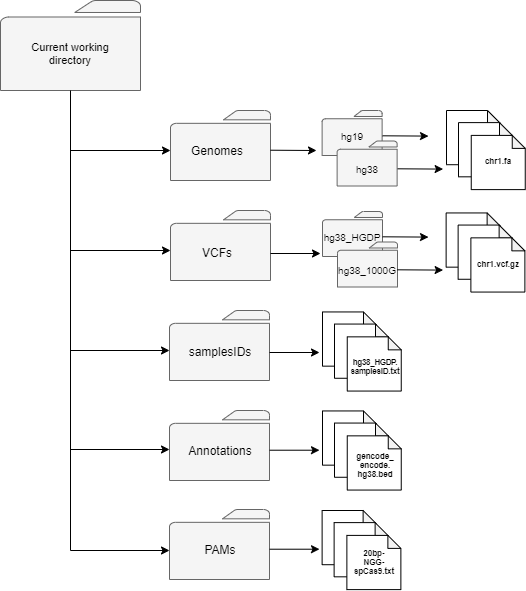 Current working
directory
Genomes
hg19
hg38
chr1.fa
VCFs
hg38_HGDP
hg38_1000G
chr1.vcf.gz
samplesIDs
hg38_HGDP.
samplesID.txt
Annotations
gencode_
encode.
hg38.bed
PAMs
20bp-
NGG-
spCas9.txt